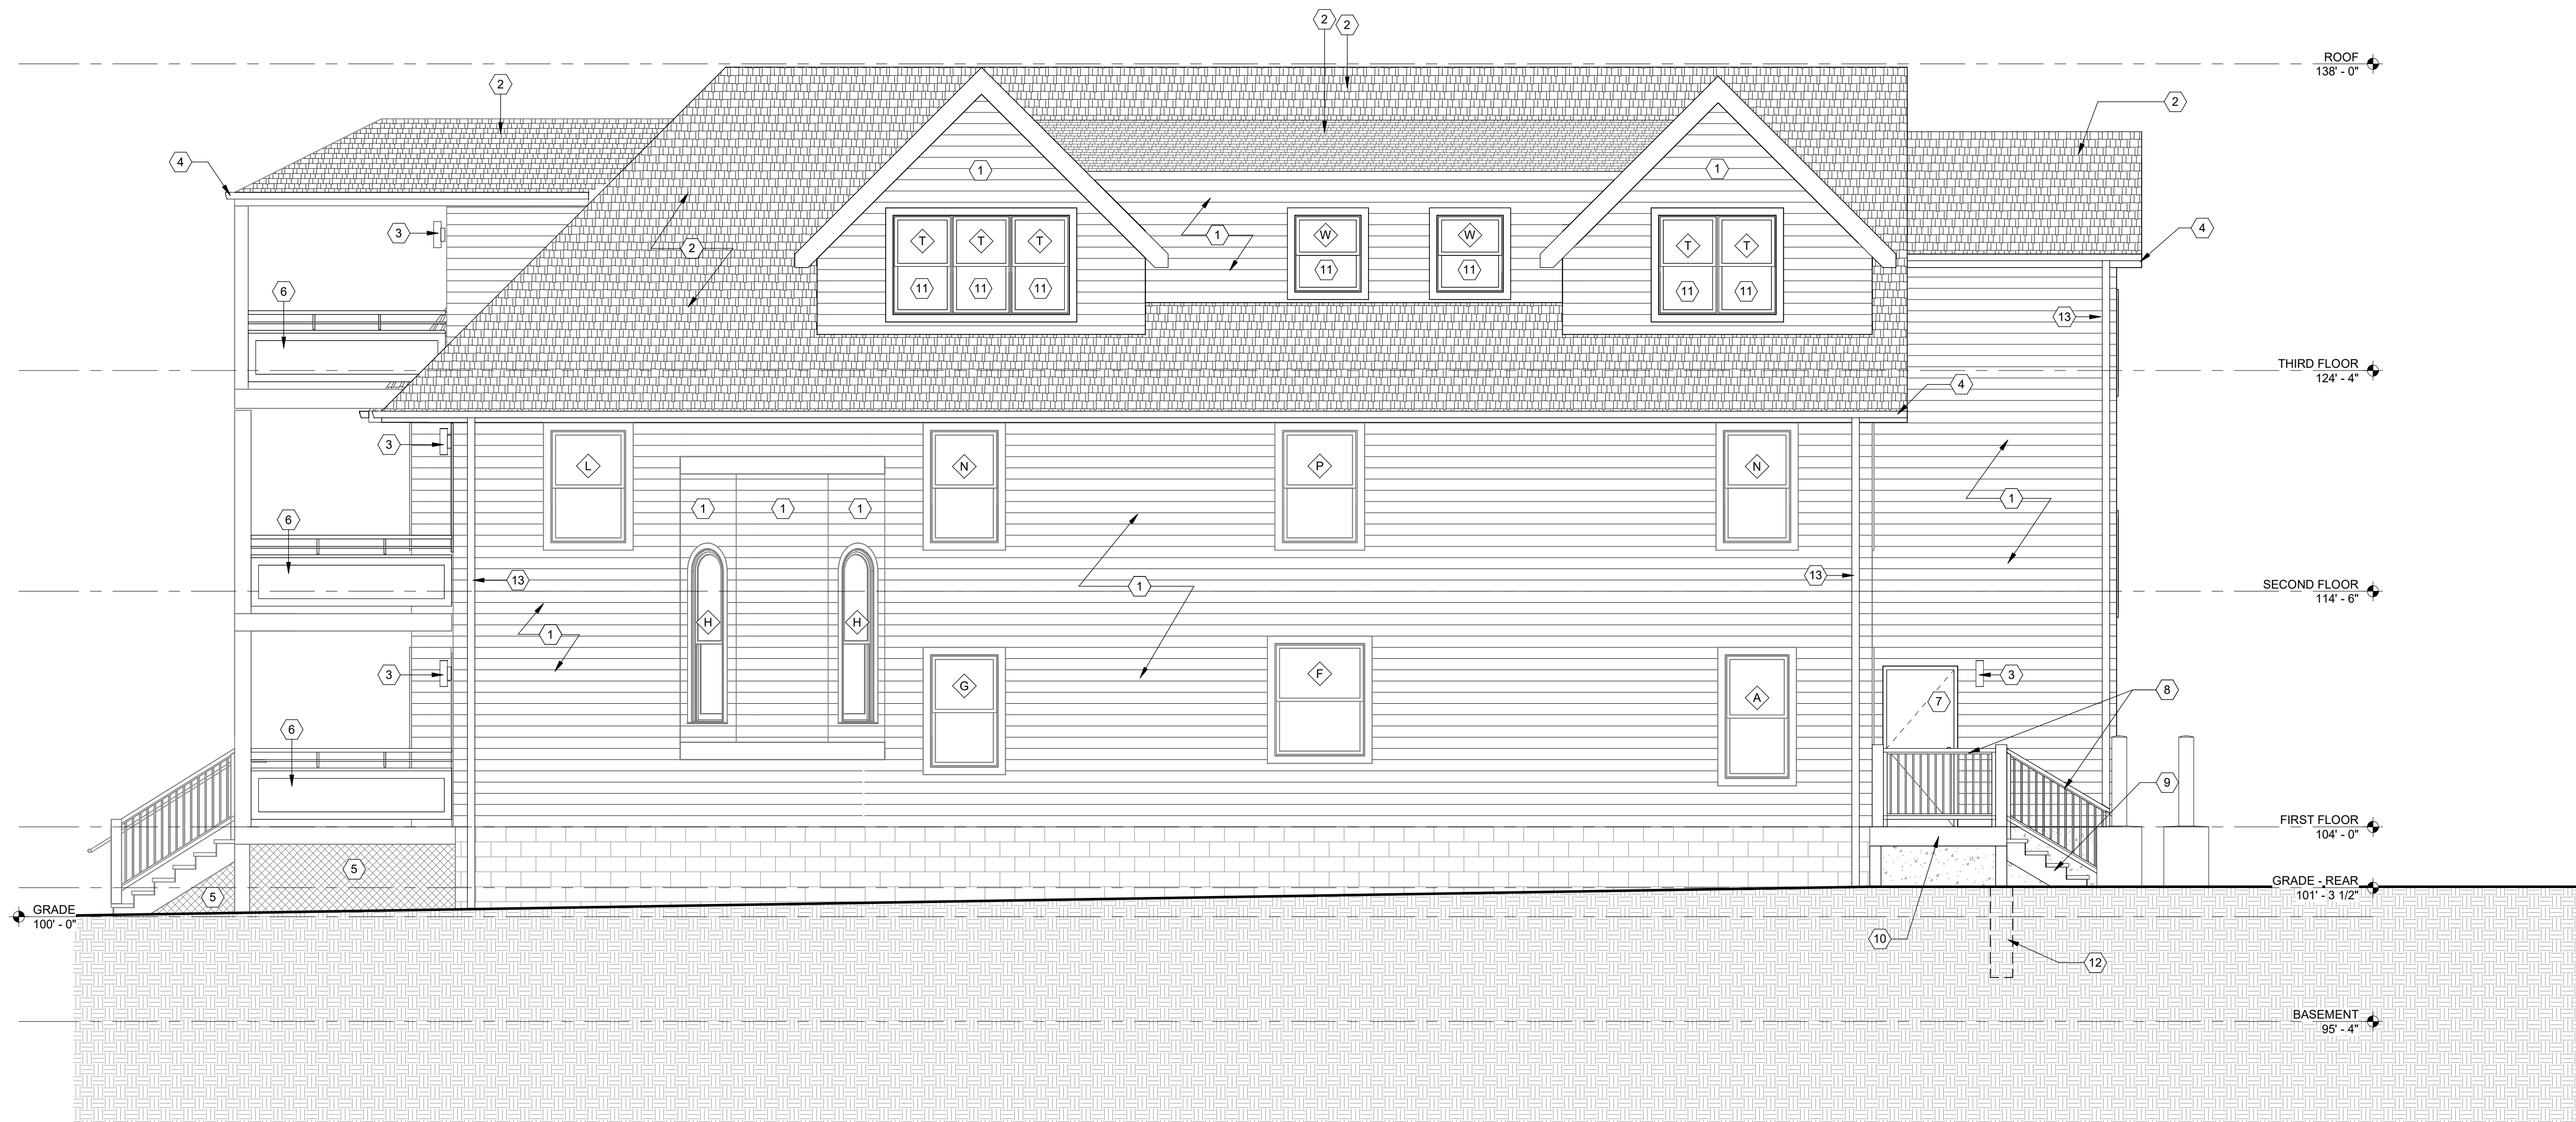 2
2
ROOF
138' - 0"
2
2
4
1
1
3
T
T
T
1
W
W
T
T
4
2
11
11
11
11
11
11
11
6
13
THIRD FLOOR
124' - 4"
4
3
L
N
P
N
1
1
1
1
6
13
1
13
SECOND FLOOR
114' - 6"
H
H
1
3
G
F
A
3
8
7
6
9
FIRST FLOOR
104' - 0"
5
5
GRADE - REAR
101' - 3 1/2"
GRADE
100' - 0"
10
12
BASEMENT
95' - 4"